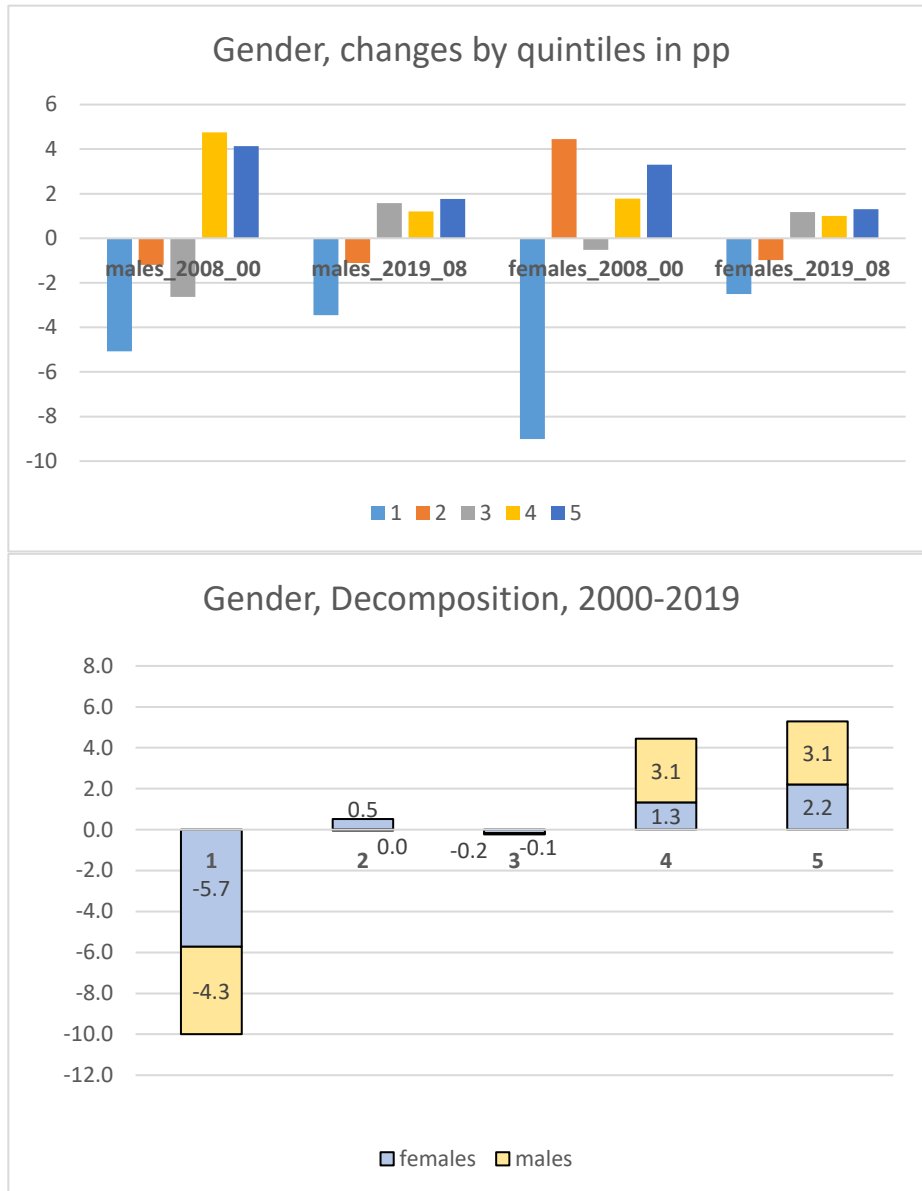 Gender, changes by quintiles in pp
6
4
2
0
-2
-4
-6
-8
-10
males_2008_00 males_2019_08 females_2008_00 females_2019_08
1 2 3 4 5
Gender, Decomposition, 2000-2019
8.0
6.0
4.0
2.0
0.0
-2.0
-4.0
-6.0
-8.0
-10.0
-12.0
3.1 3.1
0.5 1.3 2.2
0.0 -0.2 -0.1
1 2 3 4 5
-5.7
-4.3
females males